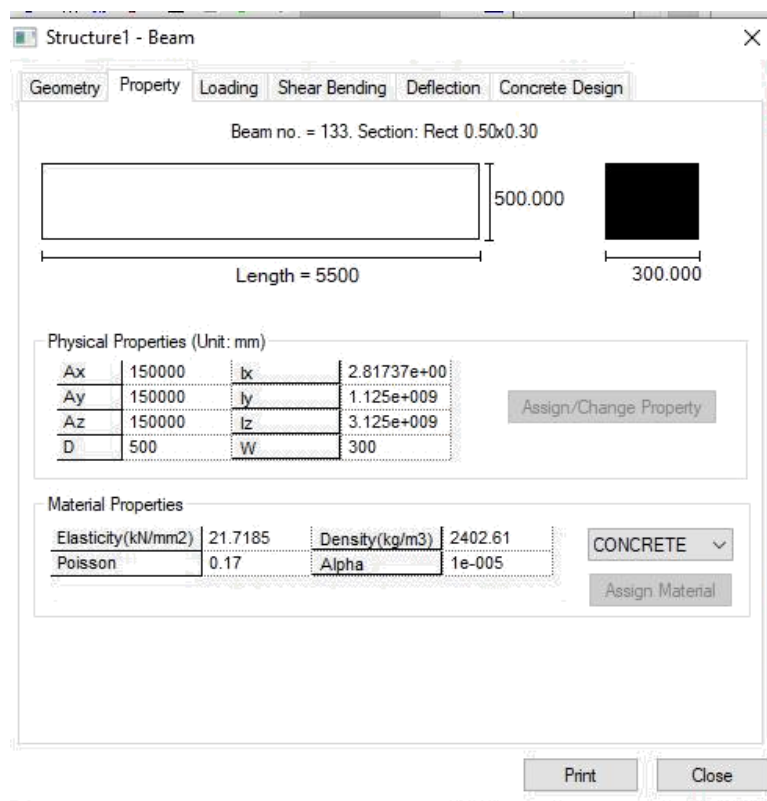 Structure1 - Beam
Geometry Property Loading Shear Bending Deflection Concrete Design
Beam no. = 133. Section: Rect 0.50x0.30
500.000
Length = 5500
300.000
Physical Properties (Unit: mm)
Ax 150000 Ix 2.81737e+00
Ay 150000 Iy 1.125e+009
Az 150000 Iz 3.125e+009
D 500 W 300
Assign/Change Property
Material Properties
Elasticity(kN/mm2) 21.7185 Density(kg/m3) 2402.61
Poisson 0.17 Alpha 1e-005
CONCRETE
Assign Material
Print Close